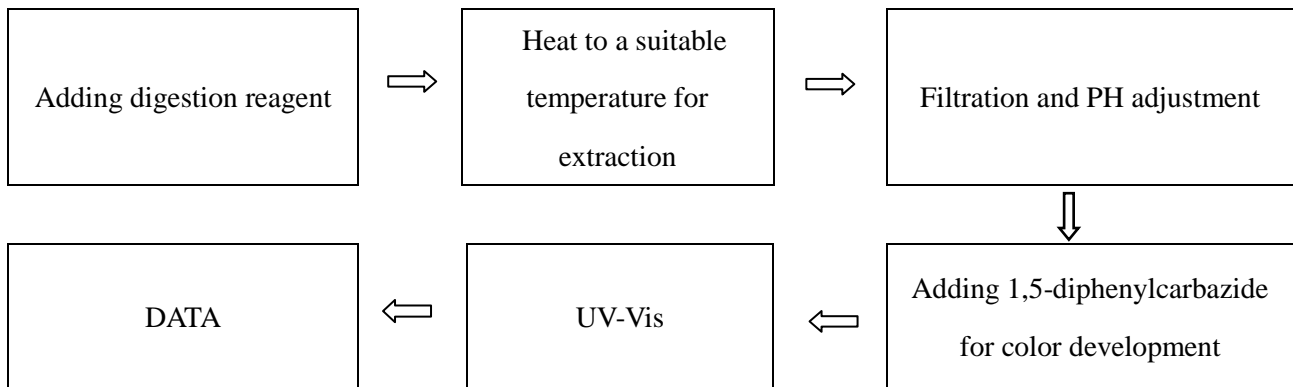 Adding digestion reagent
Heat to a suitable
temperature for
extraction
Filtration and PH adjustment
Adding 1,5-diphenylcarbazide
for color development
UV-Vis
DATA